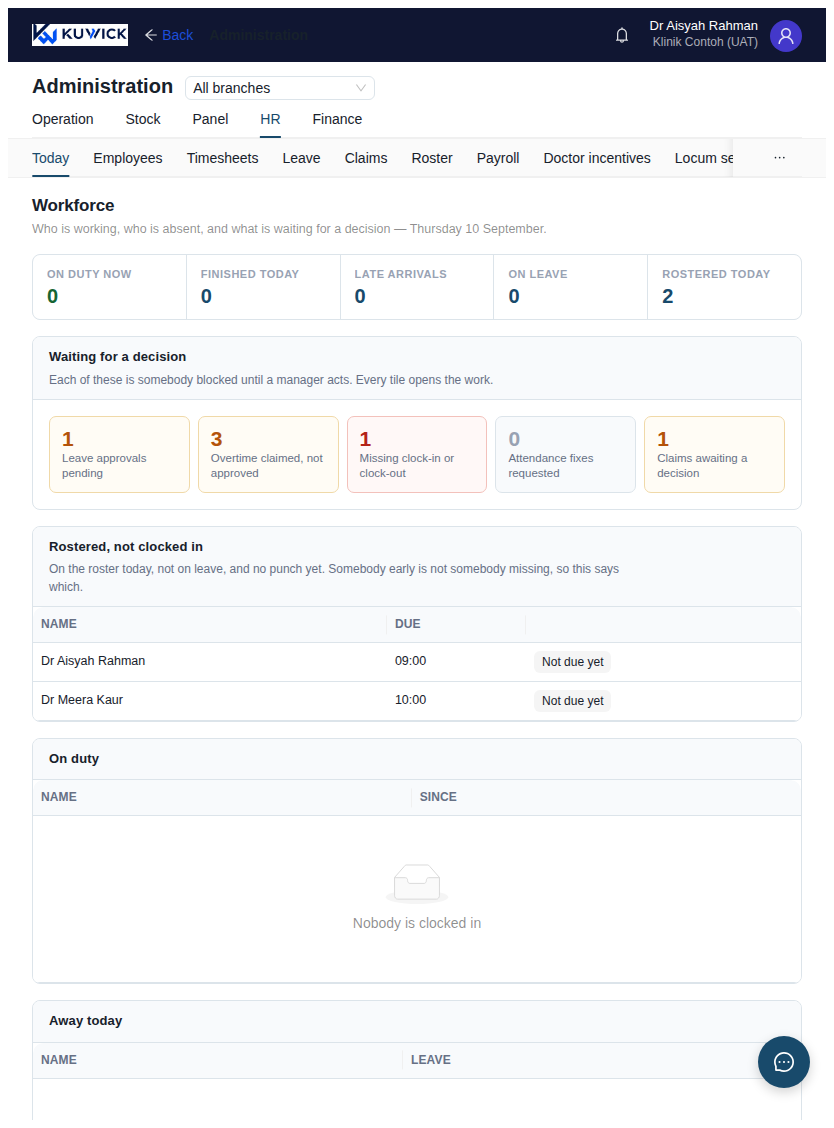 KUWICK
Back
Administration
Dr Aisyah Rahman
Klinik Contoh (UAT)
Administration
All branches
Operation
Stock
Panel
HR
Finance
Today
Employees
Timesheets
Leave
Claims
Roster
Payroll
Doctor incentives
Locum se
...
Workforce
Who is working, who is absent, and what is waiting for a decision — Thursday 10 September.
ON DUTY NOW
0
FINISHED TODAY
0
LATE ARRIVALS
0
ON LEAVE
0
ROSTERED TODAY
2
Waiting for a decision
Each of these is somebody blocked until a manager acts. Every tile opens the work.
1
Leave approvals
pending
3
Overtime claimed, not
approved
1
Missing clock-in or
clock-out
0
Attendance fixes
requested
1
Claims awaiting a
decision
Rostered, not clocked in
On the roster today, not on leave, and no punch yet. Somebody early is not somebody missing, so this says
which.
NAME
DUE
Dr Aisyah Rahman
09:00
Not due yet
Dr Meera Kaur
10:00
Not due yet
On duty
NAME
SINCE
Nobody is clocked in
Away today
NAME
LEAVE